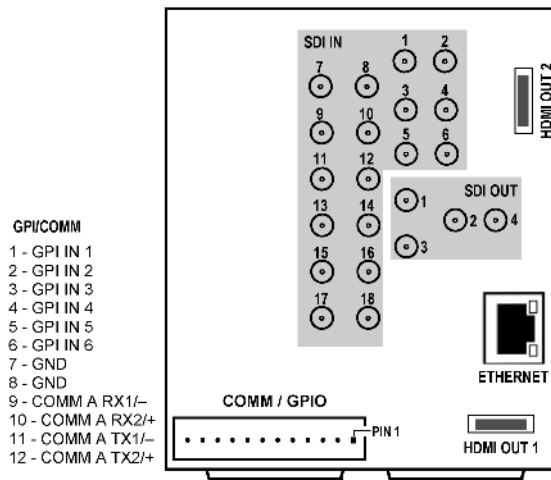 SDI IN
1 2
7 8
3 4
9 10
5 6
11 12
13 14
15 16
17 18
HDMI OUT 2
SDI OUT
1
2 4
3
ETHERNET
HDMI OUT 1
COMM / GPIO
PIN 1
GPI/COMM
1 - GPI IN 1
2 - GPI IN 2
3 - GPI IN 3
4 - GPI IN 4
5 - GPI IN 5
6 - GPI IN 6
7 - GND
8 - GND
9 - COMM A RX1/–
10 - COMM A RX2/+
11 - COMM A TX1/–
12 - COMM A TX2/+